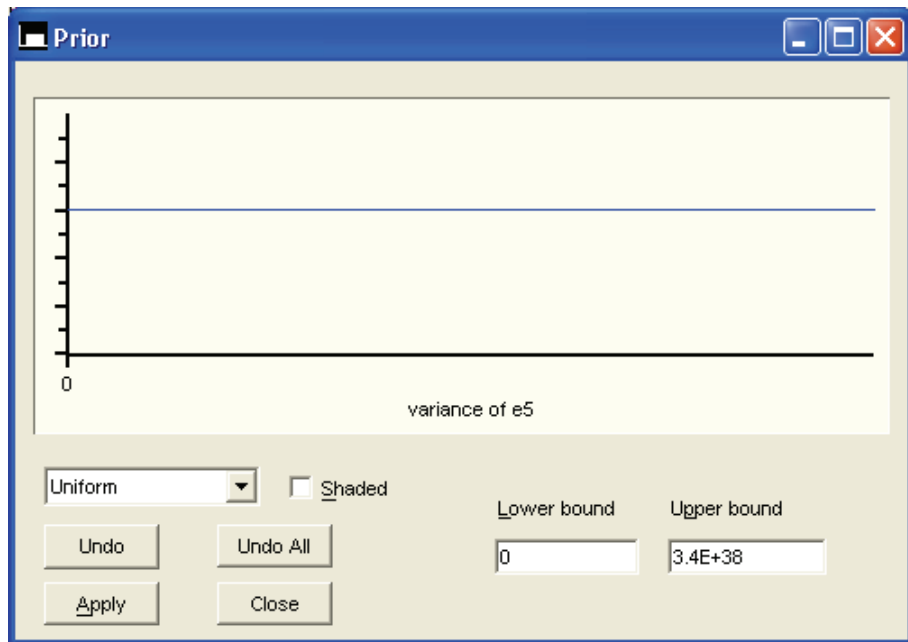 Prior
0
variance of e5
Uniform
Shaded
Lower bound
Upper bound
Undo
Undo All
0
3.4E+38
Apply
Close